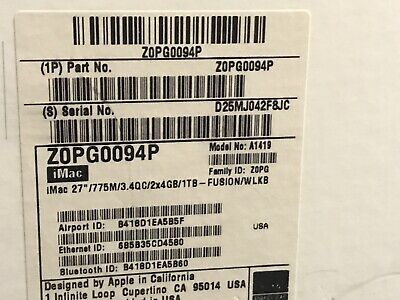 Z0PG0094P
(1P) Part No. Z0PG0094P
(S) Serial No. D25MJ042F8JC
Z0PG0094P Model No: A1419
iMac Family ID: Z0PG
iMac 27"/775M/3.4QC/2x4GB/1TB-FUSION/WLKB
Airport ID: B418D1EA5B5F USA
Ethernet ID: 685B35CD4580
Bluetooth ID: B418D1EA5B60
Designed by Apple in California
1 Infinite Loop Cupertino CA 95014 USA